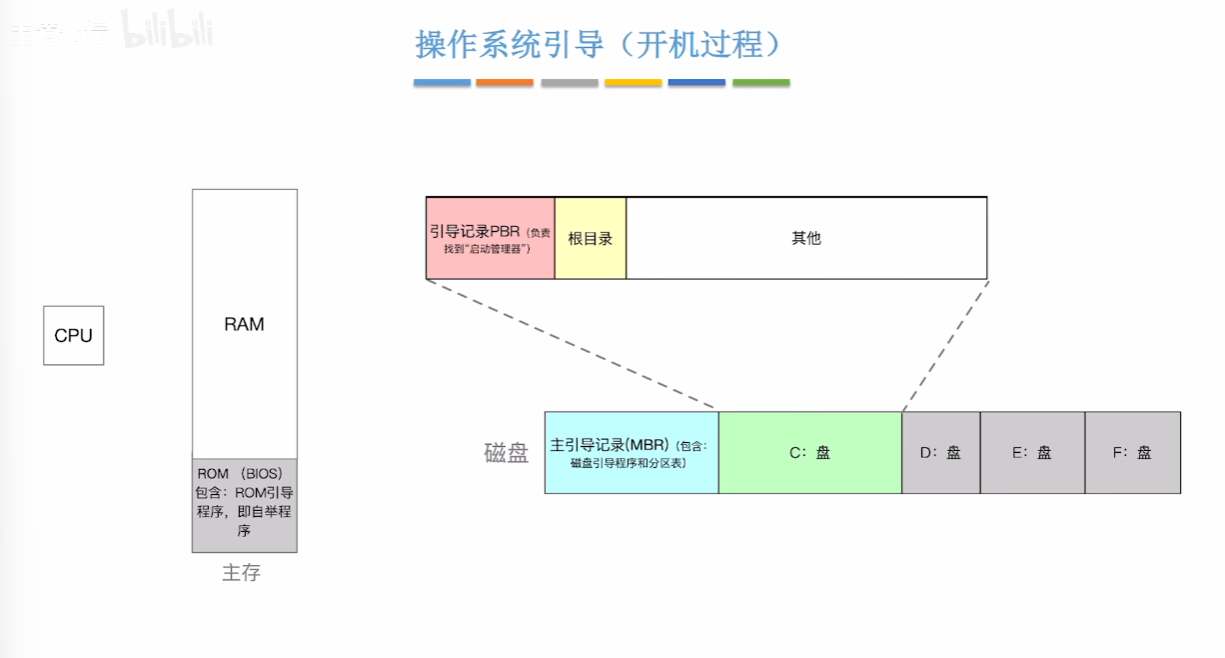 bilibili
操作系统引导（开机过程）
引导记录PBR（负责
找到“启动管理器”）
根目录
其他
CPU
RAM
磁盘
主引导记录(MBR)（包含：
磁盘引导程序和分区表）
C：盘
D：盘
E：盘
F：盘
ROM （BIOS）
包含：ROM引导
程序，即自举程
序
主存